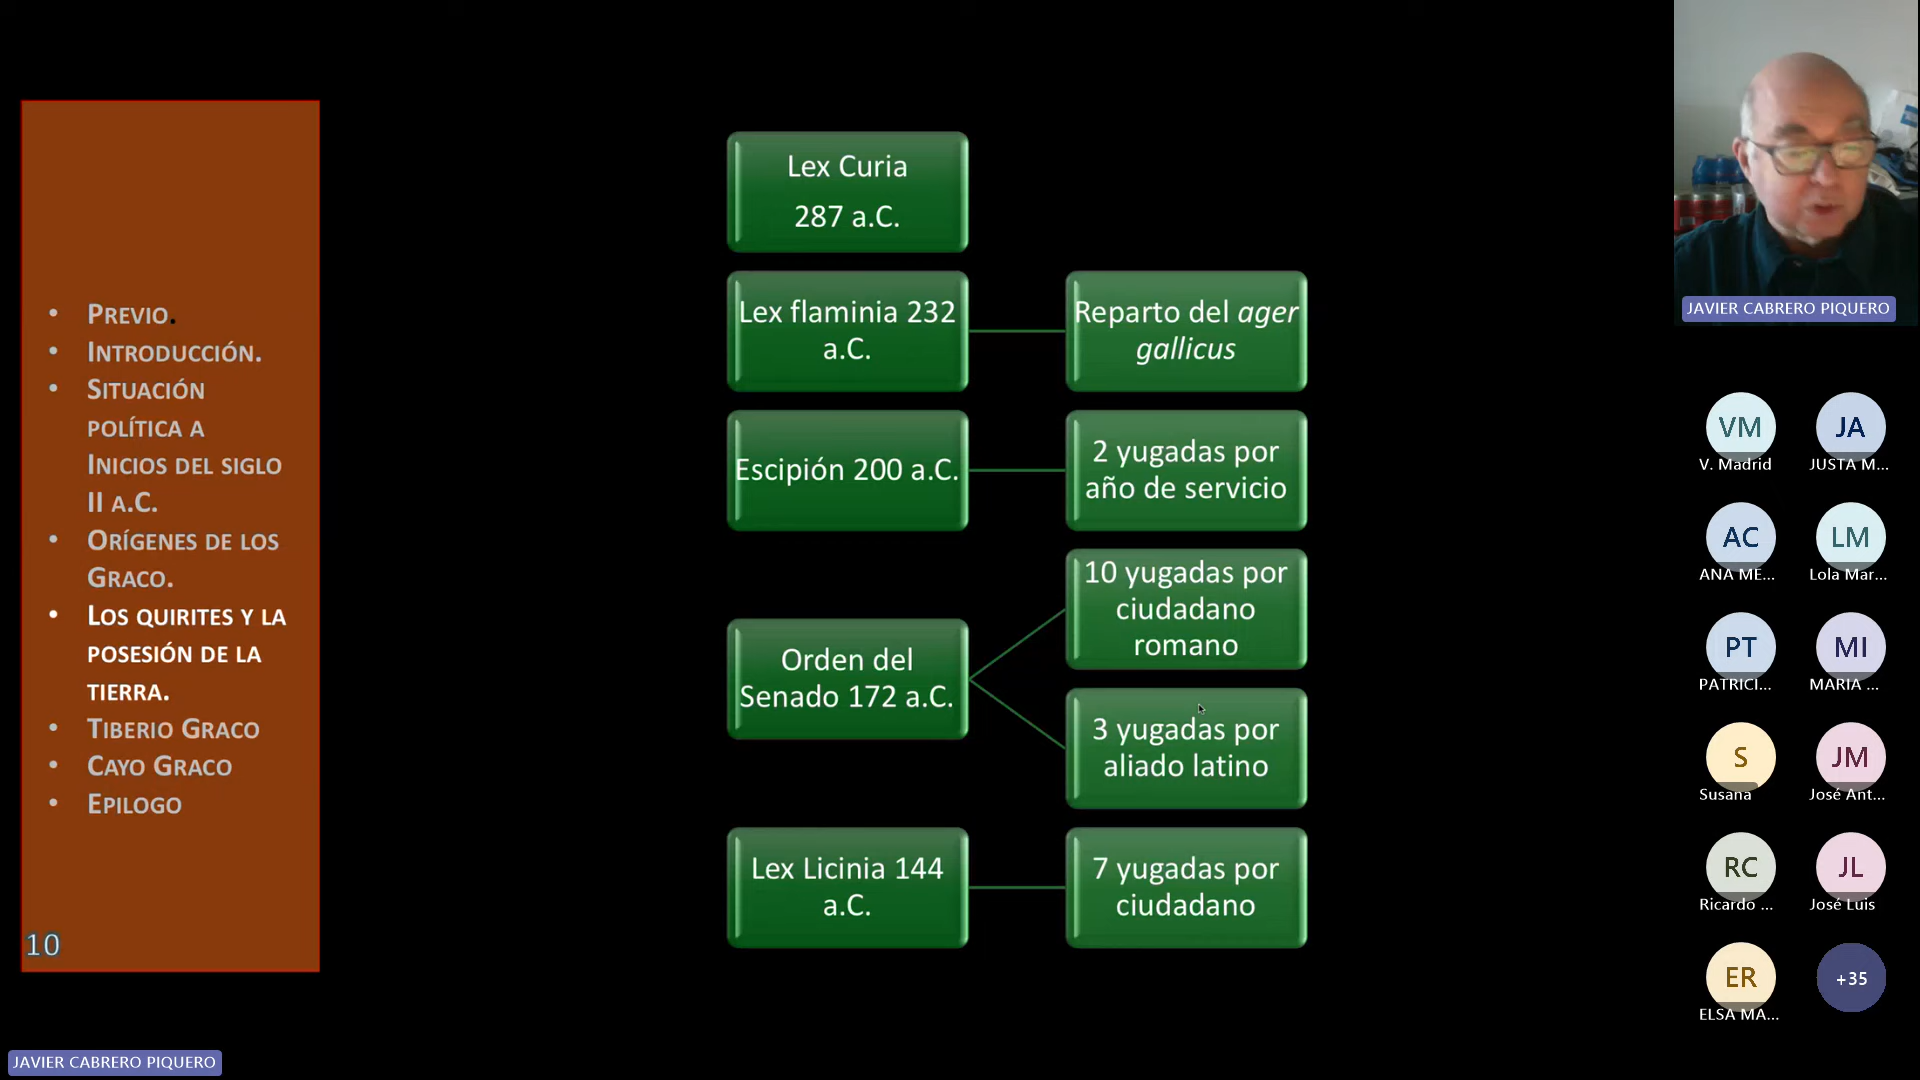 • Previo.
• Introducción.
• Situación
política a
Inicios del siglo
II a.C.
• Orígenes de los
Graco.
• Los quirites y la
posesión de la
tierra.
• Tiberio Graco
• Cayo Graco
• Epilogo
10
Lex Curia
287 a.C.
Lex flaminia 232
a.C.
Reparto del ager
gallicus
Escipión 200 a.C.
2 yugadas por
año de servicio
Orden del
Senado 172 a.C.
10 yugadas por
ciudadano
romano
3 yugadas por
aliado latino
Lex Licinia 144
a.C.
7 yugadas por
ciudadano
JAVIER CABRERO PIQUERO
VM
V. Madrid
JA
JUSTA M...
AC
ANA ME...
LM
Lola Mar...
PT
PATRICI...
MI
MARIA ...
S
Susana
JM
José Ant...
RC
Ricardo ...
JL
José Luis
ER
ELSA MA...
+35
JAVIER CABRERO PIQUERO